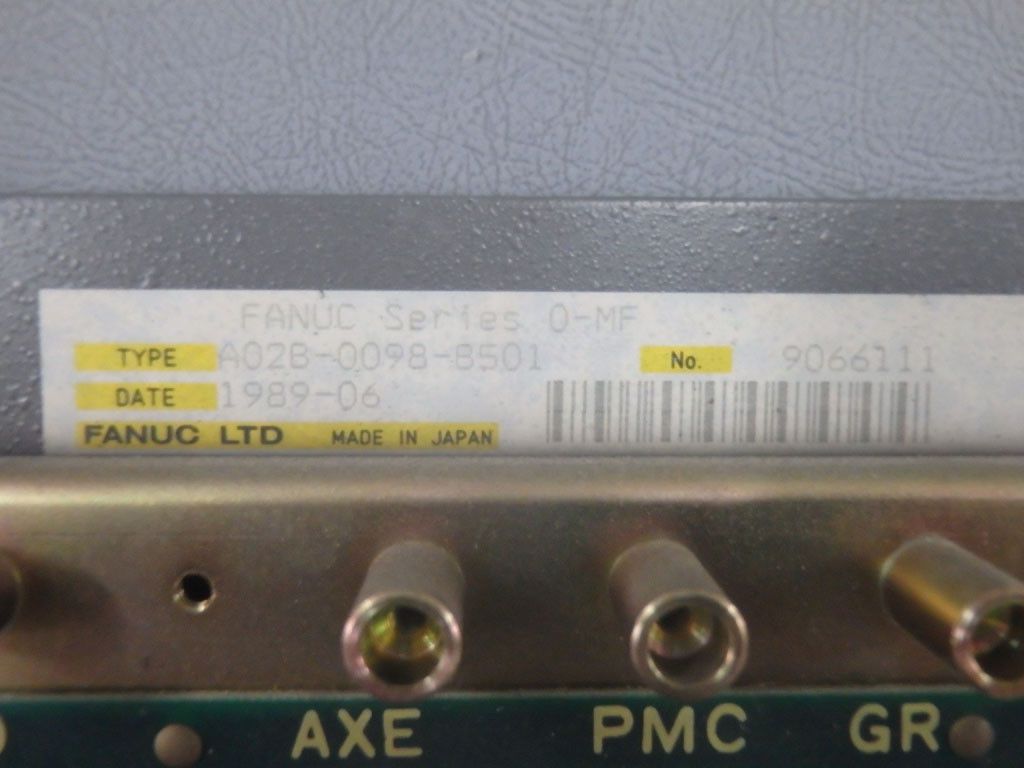 FANUC Series 0-MF
TYPE A02B-0098-B501 No. 9066111
DATE 1989-06
FANUC LTD MADE IN JAPAN
AXE PMC GR